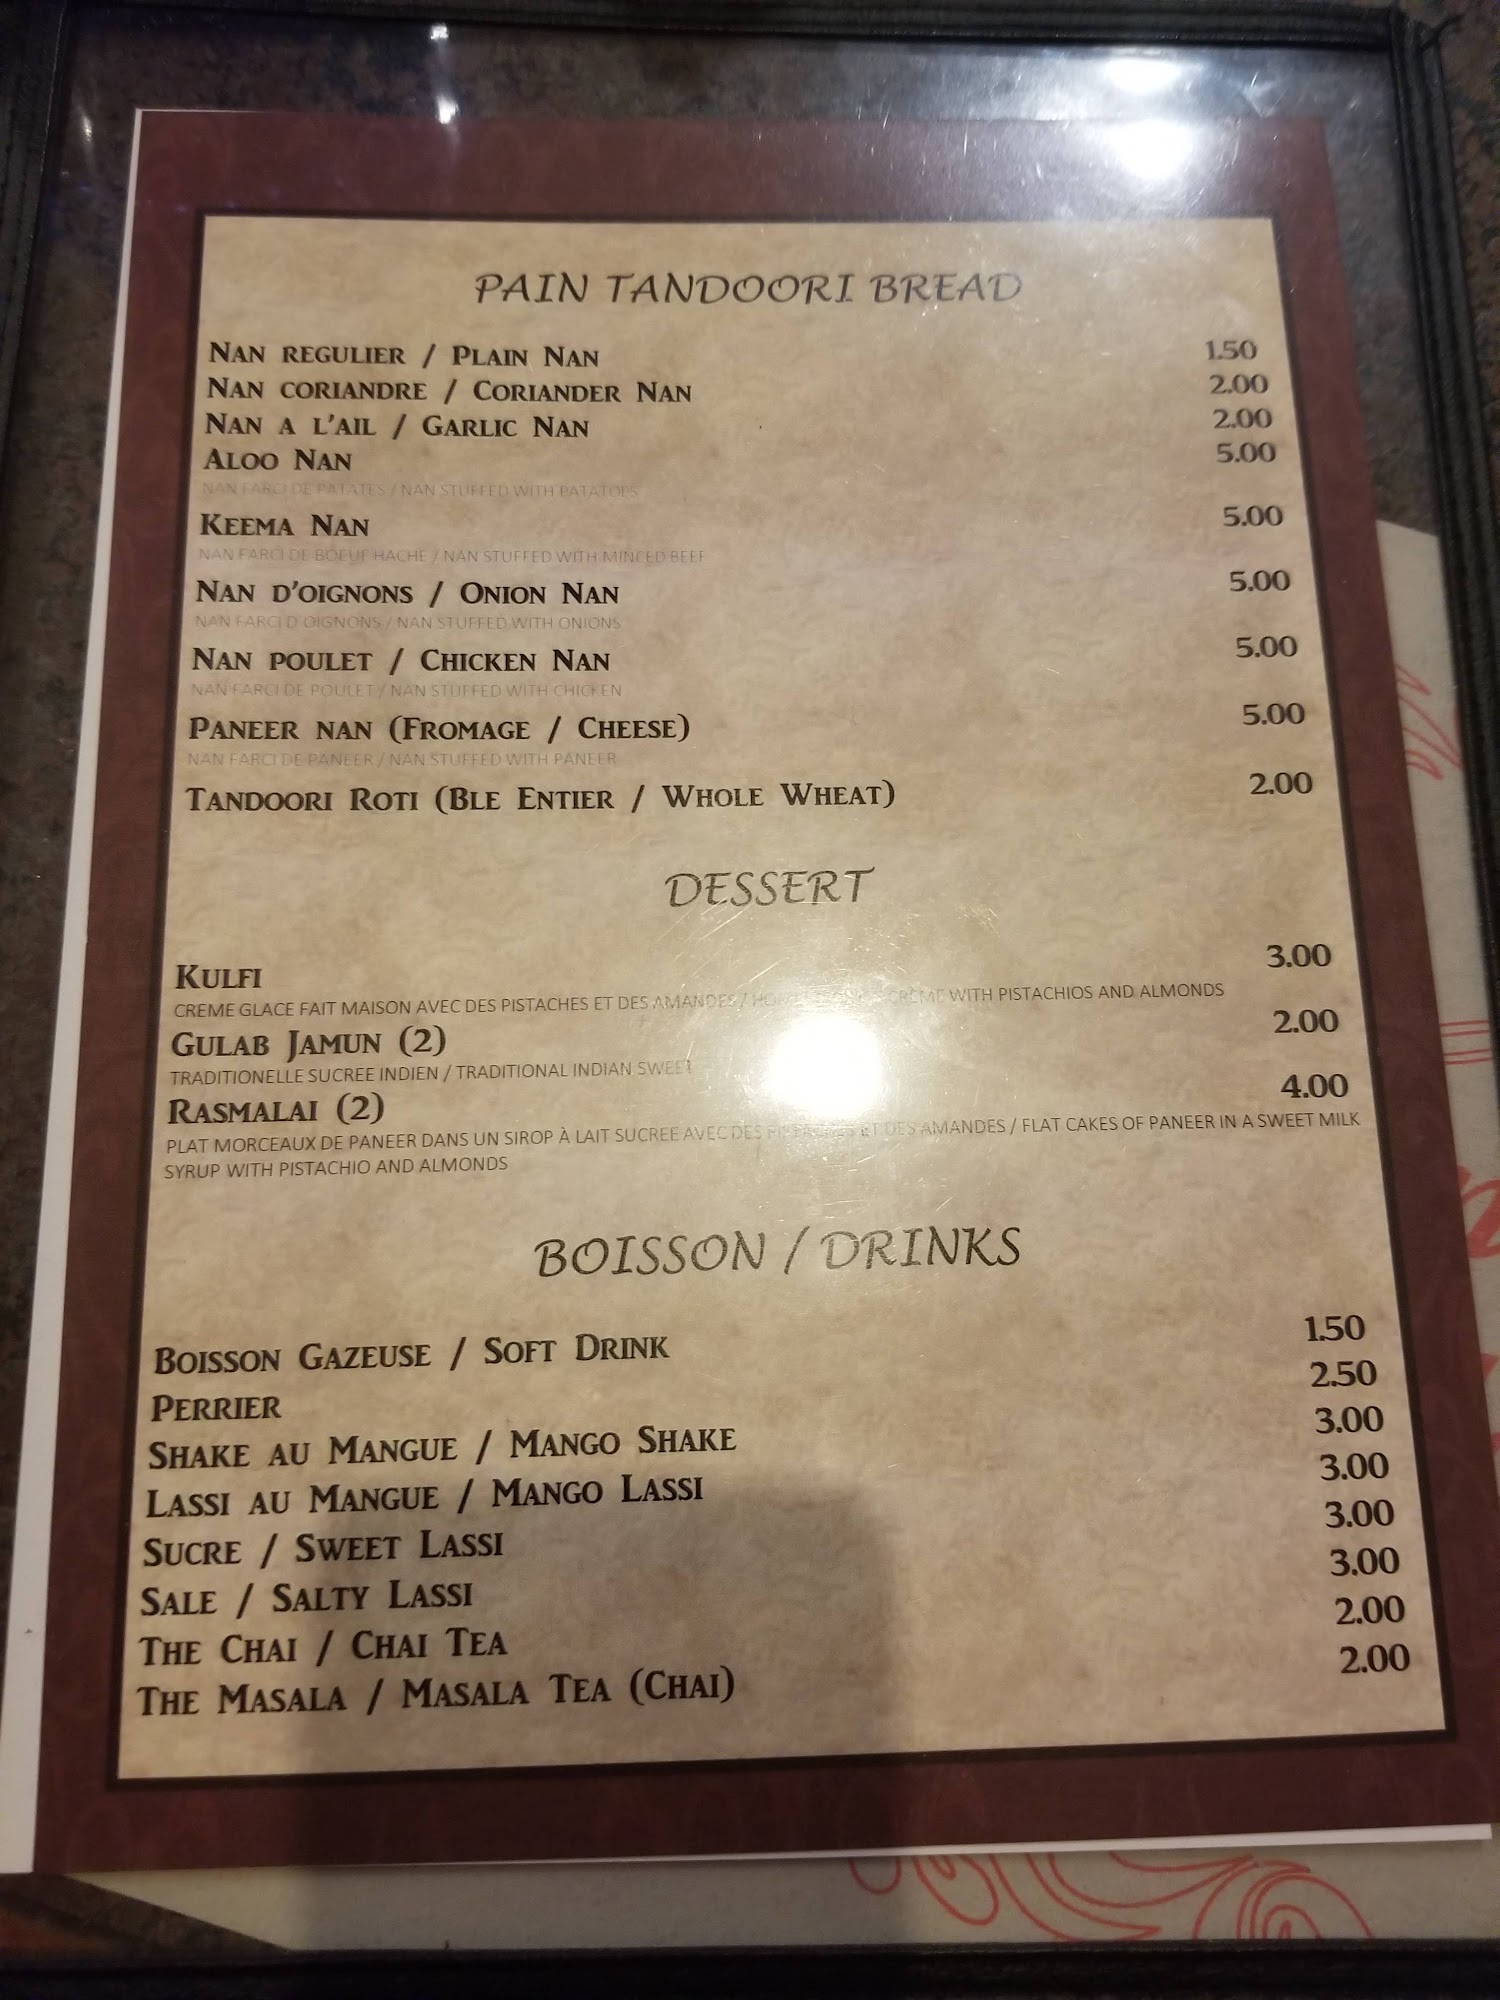 PAIN TANDOORI BREAD
NAN REGULIER / PLAIN NAN 1.50
NAN CORIANDRE / CORIANDER NAN 2.00
NAN A L'AIL / GARLIC NAN 2.00
ALOO NAN 5.00
NAN FARCI DE PATATES / NAN STUFFED WITH PATATOES
KEEMA NAN 5.00
NAN FARCI DE BOEUF HACHE / NAN STUFFED WITH MINCED BEEF
NAN D'OIGNONS / ONION NAN 5.00
NAN FARCI D'OIGNONS / NAN STUFFED WITH ONIONS
NAN POULET / CHICKEN NAN 5.00
NAN FARCI DE POULET / NAN STUFFED WITH CHICKEN
PANEER NAN (FROMAGE / CHEESE) 5.00
NAN FARCI DE PANEER / NAN STUFFED WITH PANEER
TANDOORI ROTI (BLE ENTIER / WHOLE WHEAT) 2.00
DESSERT
KULFI 3.00
CREME GLACE FAIT MAISON AVEC DES PISTACHES ET DES AMANDES / CREME WITH PISTACHIOS AND ALMONDS
GULAB JAMUN (2) 2.00
TRADITIONELLE SUCREE INDIEN / TRADITIONAL INDIAN SWEET
RASMALAI (2) 4.00
PLAT MORCEAUX DE PANEER DANS UN SIROP À LAIT SUCREE AVEC DES ET DES AMANDES / FLAT CAKES OF PANEER IN A SWEET MILK
SYRUP WITH PISTACHIO AND ALMONDS
BOISSON / DRINKS
BOISSON GAZEUSE / SOFT DRINK 1.50
PERRIER 2.50
SHAKE AU MANGUE / MANGO SHAKE 3.00
LASSI AU MANGUE / MANGO LASSI 3.00
SUCRE / SWEET LASSI 3.00
SALE / SALTY LASSI 3.00
THE CHAI / CHAI TEA 2.00
THE MASALA / MASALA TEA (CHAI) 2.00